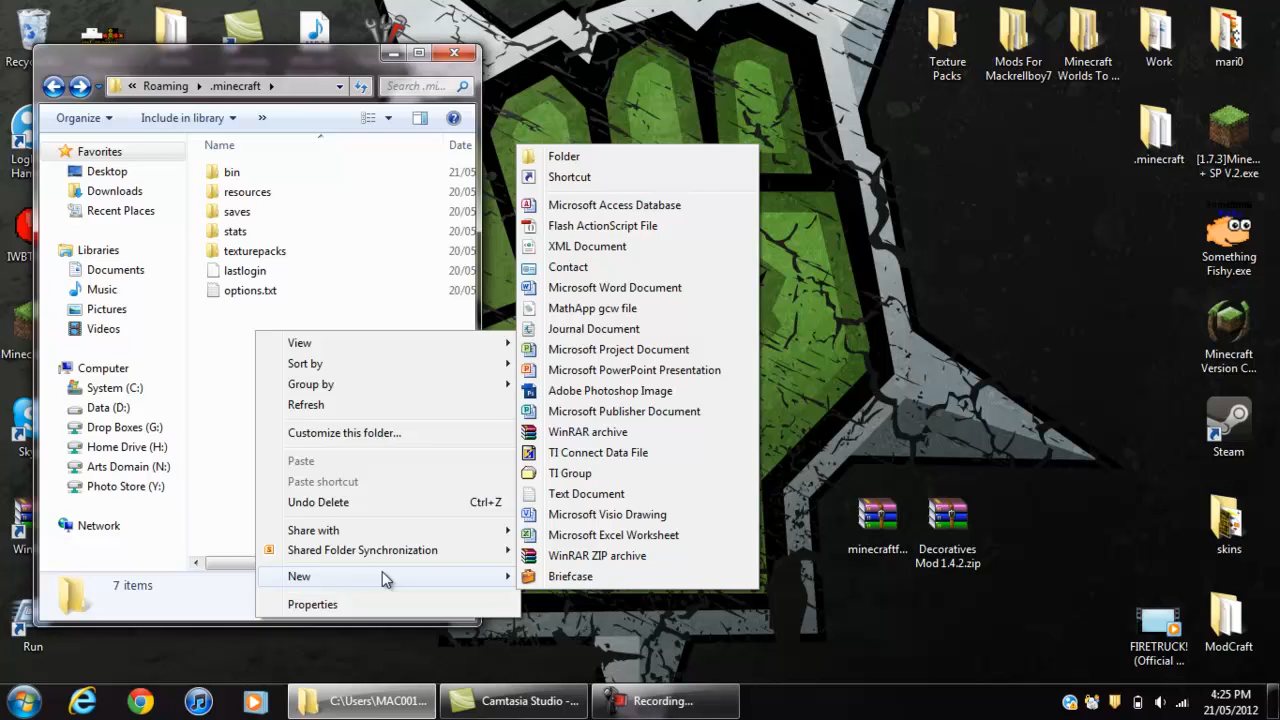 Recy
Texture
Packs
Mods For
Mackrellboy7
Minecraft
Worlds To ...
Work
mari0
Roaming
.minecraft
Search .mi...
Organize
Include in library
»
Name
Date
Favorites
Desktop
Downloads
Recent Places
Libraries
Documents
Music
Pictures
Videos
Computer
System (C:)
Data (D:)
Drop Boxes (G:)
Home Drive (H:)
Arts Domain (N:)
Photo Store (Y:)
Network
bin
21/05
resources
20/05
saves
20/05
stats
20/05
texturepacks
20/05
lastlogin
20/05
options.txt
20/05
7 items
View
Sort by
Group by
Refresh
Customize this folder...
Paste
Paste shortcut
Undo Delete
Ctrl+Z
Share with
Shared Folder Synchronization
New
Properties
Folder
Shortcut
Microsoft Access Database
Flash ActionScript File
XML Document
Contact
Microsoft Word Document
MathApp gcw file
Journal Document
Microsoft Project Document
Microsoft PowerPoint Presentation
Adobe Photoshop Image
Microsoft Publisher Document
WinRAR archive
TI Connect Data File
TI Group
Text Document
Microsoft Visio Drawing
Microsoft Excel Worksheet
WinRAR ZIP archive
Briefcase
.minecraft
[1.7.3]Mine...
+ SP V.2.exe
Something
Fishy.exe
Minecraft
Version C...
Steam
minecraftf...
Decoratives
Mod 1.4.2.zip
skins
FIRETRUCK!
(Official ...
ModCraft
Logi
Han
IWBT
Minec
Sk
Win
Run
C:\Users\MAC001...
Camtasia Studio -...
Recording...
4:25 PM
21/05/2012